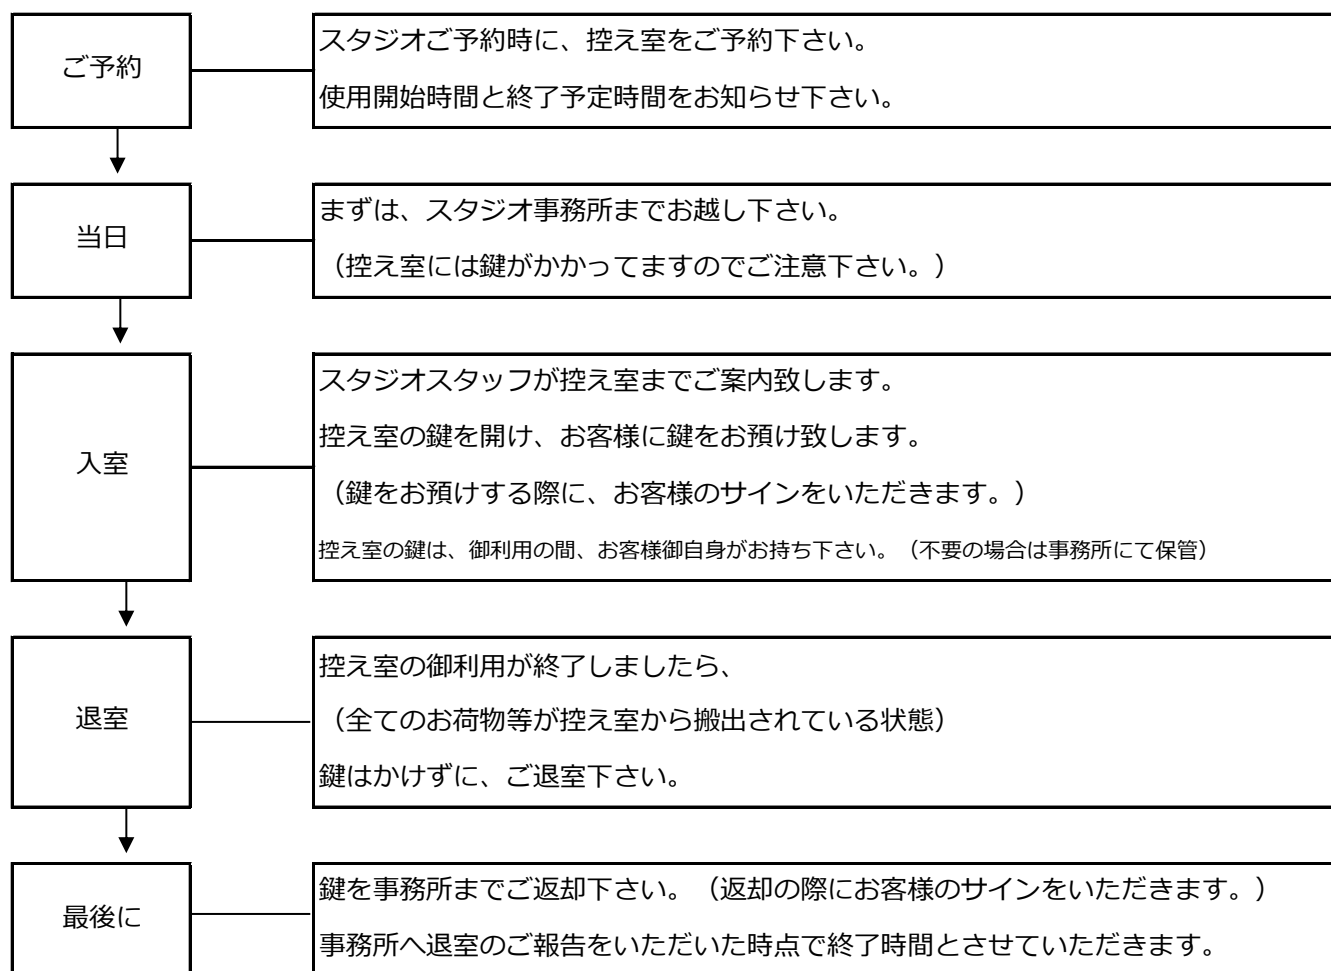 ご予約
スタジオご予約時に、控え室をご予約下さい。
使用開始時間と終了予定時間をお知らせ下さい。
当日
まずは、スタジオ事務所までお越し下さい。
（控え室には鍵がかかってますのでご注意下さい。）
入室
スタジオスタッフが控え室までご案内致します。
控え室の鍵を開け、お客様に鍵をお預け致します。
（鍵をお預けする際に、お客様のサインをいただきます。）
控え室の鍵は、御利用の間、お客様御自身がお持ち下さい。（不要の場合は事務所にて保管）
退室
控え室の御利用が終了しましたら、
（全てのお荷物等が控え室から搬出されている状態）
鍵はかけずに、ご退室下さい。
最後に
鍵を事務所までご返却下さい。（返却の際にお客様のサインをいただきます。）
事務所へ退室のご報告をいただいた時点で終了時間とさせていただきます。